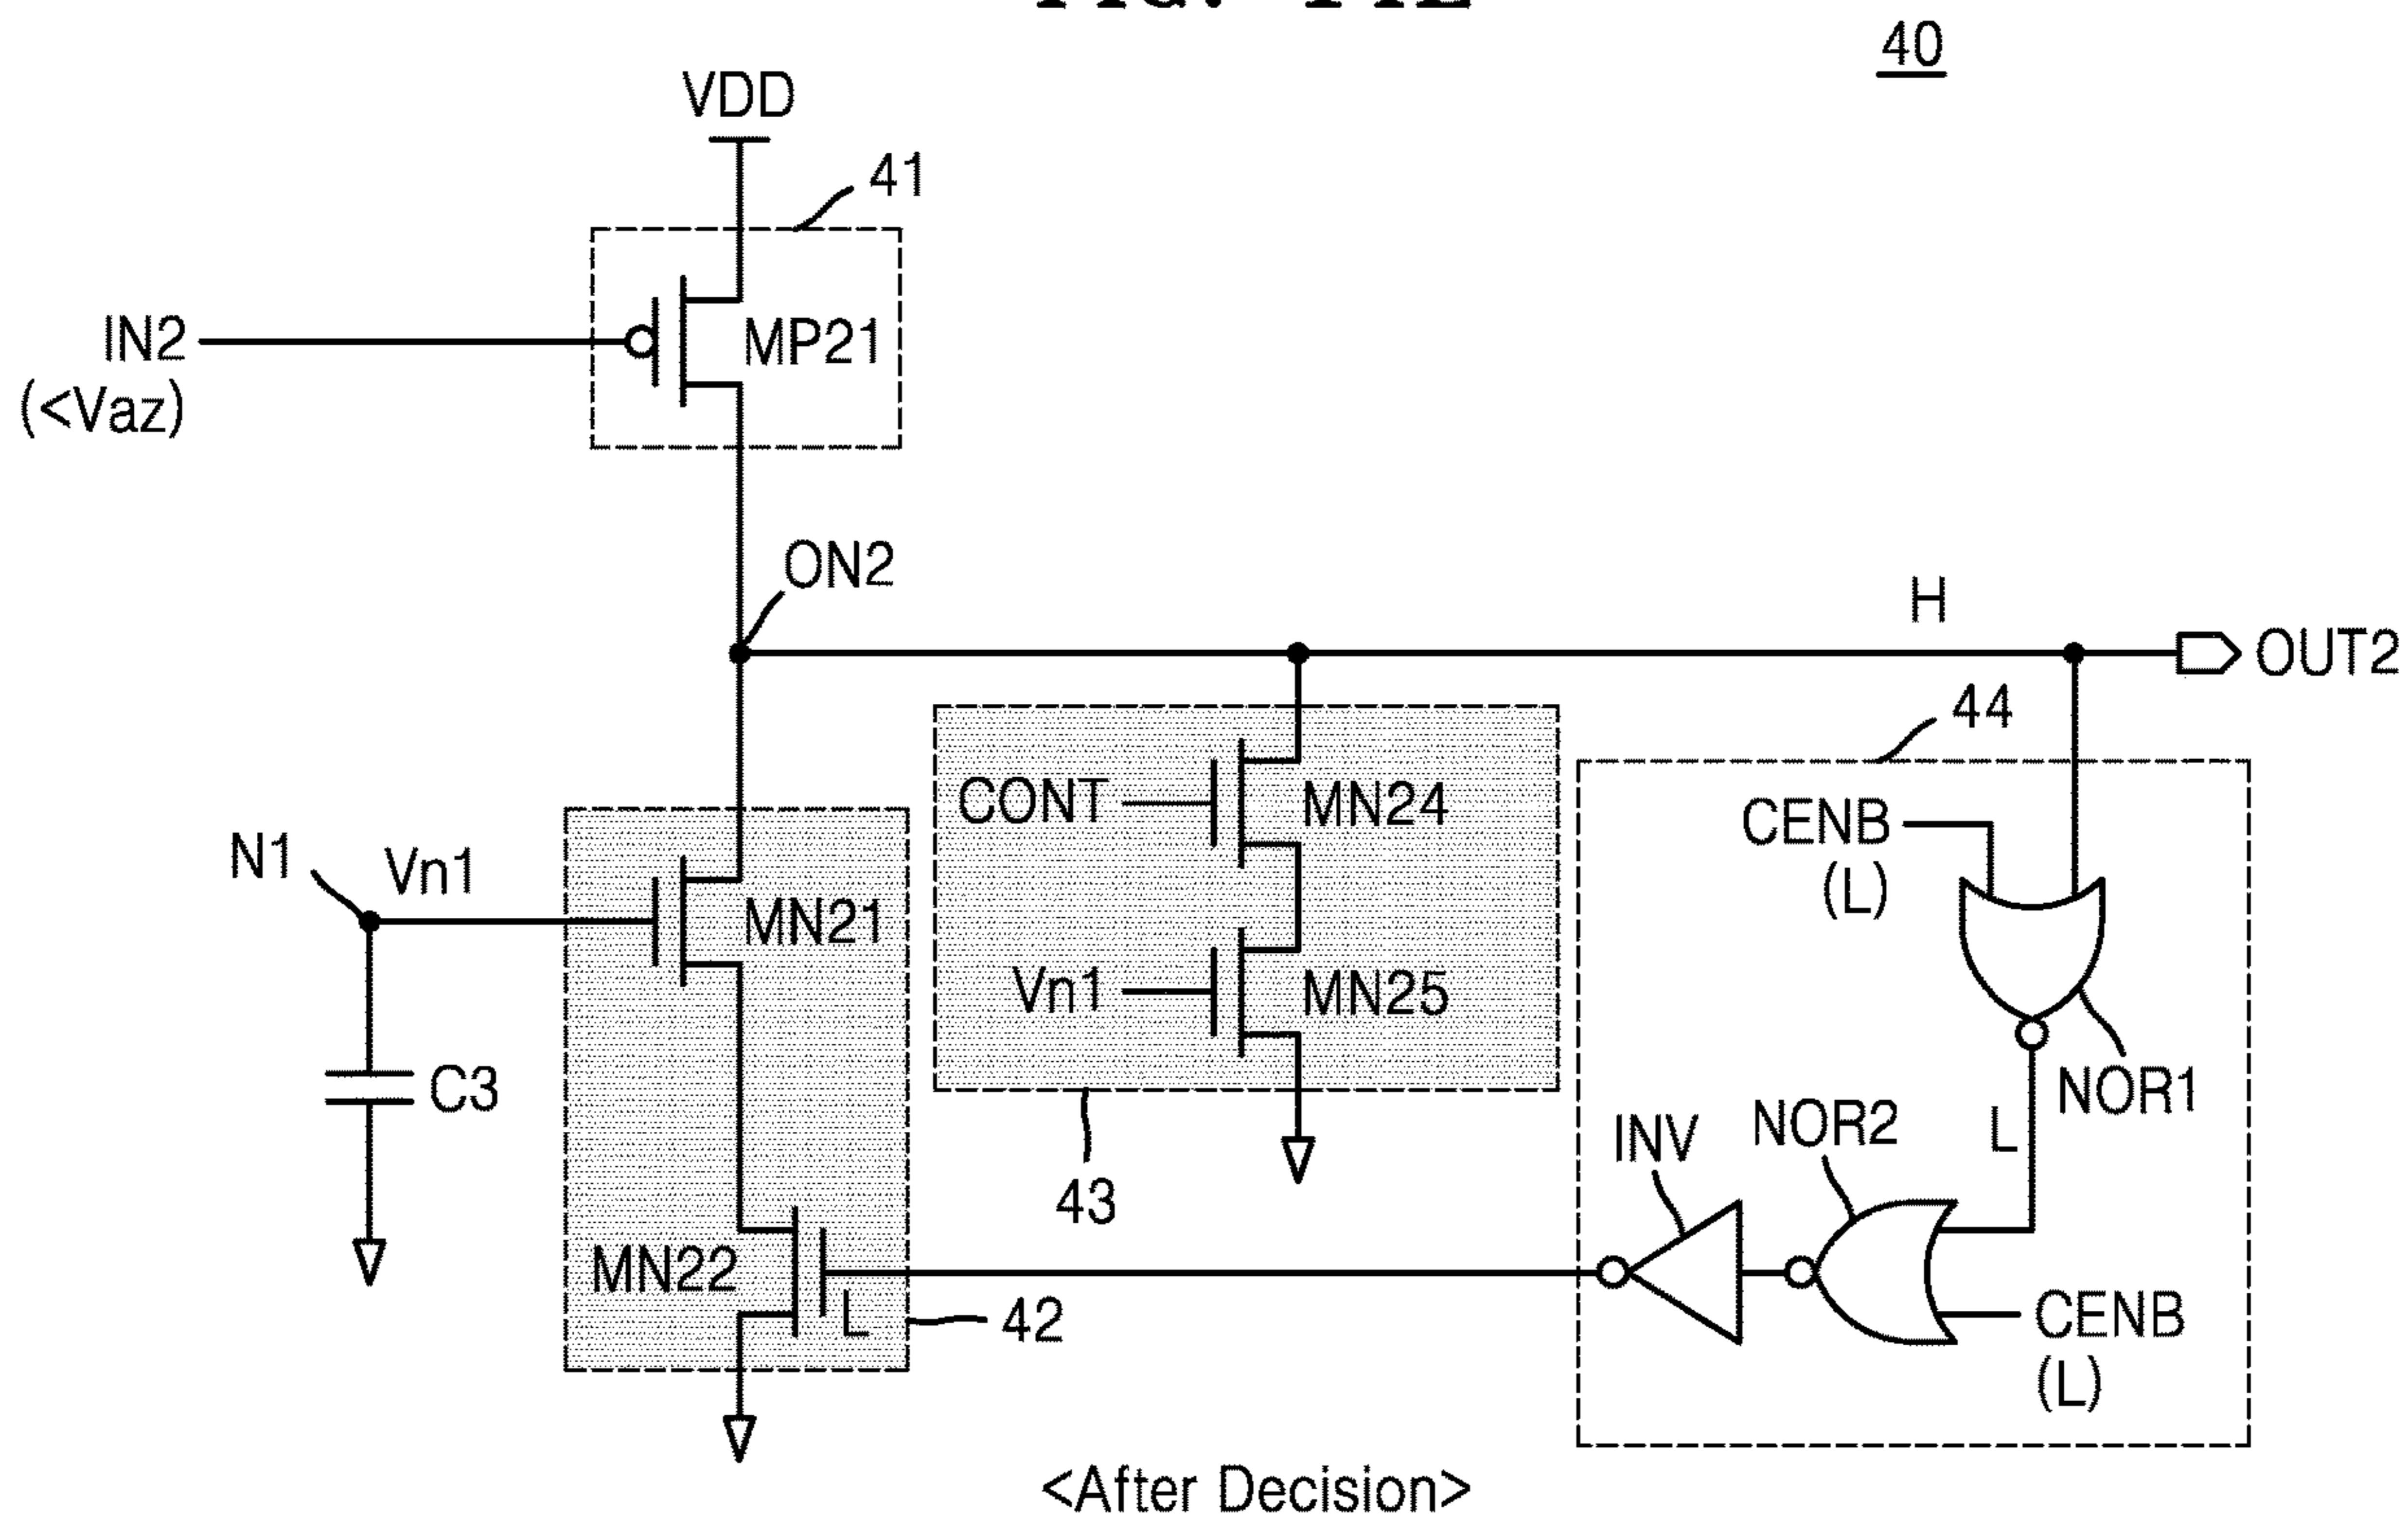 40
VDD
41
IN2
(<Vaz)
MP21
ON2
H
OUT2
44
CONT
MN24
CENB
(L)
N1
Vn1
MN21
Vn1
MN25
C3
NOR1
L
NOR2
INV
43
MN22
L
42
CENB
(L)
<After Decision>